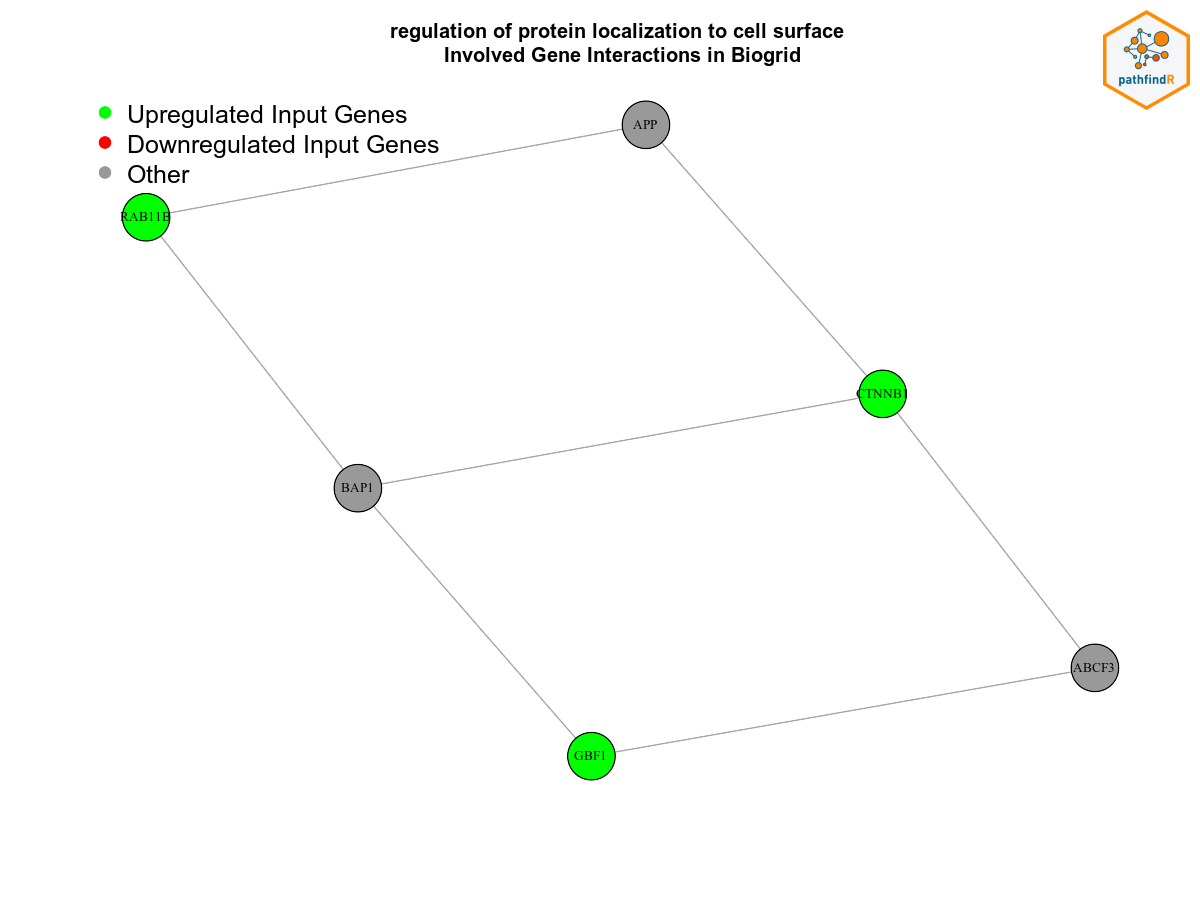 regulation of protein localization to cell surface
Involved Gene Interactions in Biogrid
pathfindR
Upregulated Input Genes
Downregulated Input Genes
Other
APP
RAB11B
CTNNB1
BAP1
ABCF3
GBF1